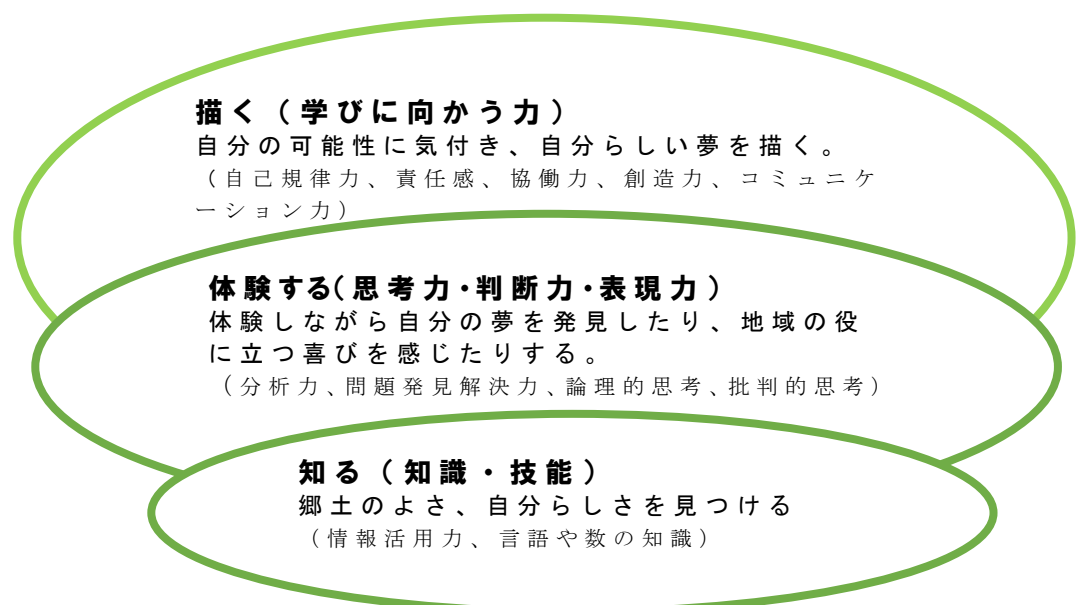 描く（学びに向かう力）
自分の可能性に気付き、自分らしい夢を描く。
（自己規律力、責任感、協働力、創造力、コミュニケ
ーション力）
体験する(思考力･判断力･表現力）
体験しながら自分の夢を発見したり、地域の役
に立つ喜びを感じたりする。
（分析力、問題発見解決力、論理的思考、批判的思考）
知る（知識・技能）
郷土のよさ、自分らしさを見つける
（情報活用力、言語や数の知識）